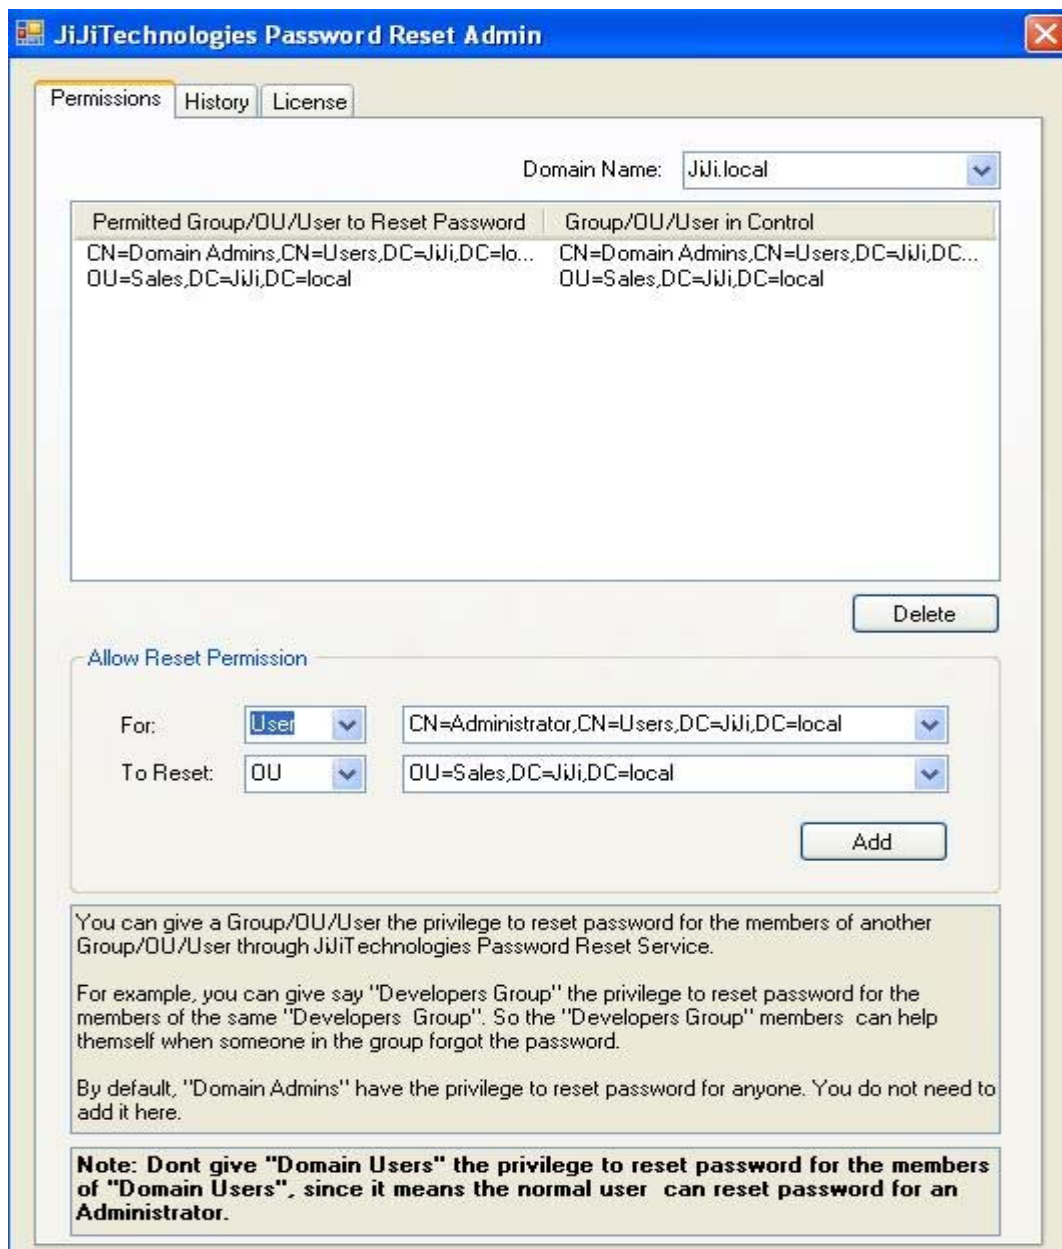 JiJiTechnologies Password Reset Admin
Permissions History License
Domain Name: JiJi.local
Permitted Group/OU/User to Reset Password Group/OU/User in Control
CN=Domain Admins,CN=Users,DC=JiJi,DC=lo... CN=Domain Admins,CN=Users,DC=JiJi,DC...
OU=Sales,DC=JiJi,DC=local OU=Sales,DC=JiJi,DC=local
Delete
Allow Reset Permission
For: User CN=Administrator,CN=Users,DC=JiJi,DC=local
To Reset: OU OU=Sales,DC=JiJi,DC=local
Add
You can give a Group/OU/User the privilege to reset password for the members of another
Group/OU/User through JiJiTechnologies Password Reset Service.
For example, you can give say "Developers Group" the privilege to reset password for the
members of the same "Developers  Group". So the "Developers Group" members  can help
themself when someone in the group forgot the password.
By default, "Domain Admins" have the privilege to reset password for anyone. You do not need to
add it here.
Note: Dont give "Domain Users" the privilege to reset password for the members
of "Domain Users", since it means the normal user  can reset password for an
Administrator.